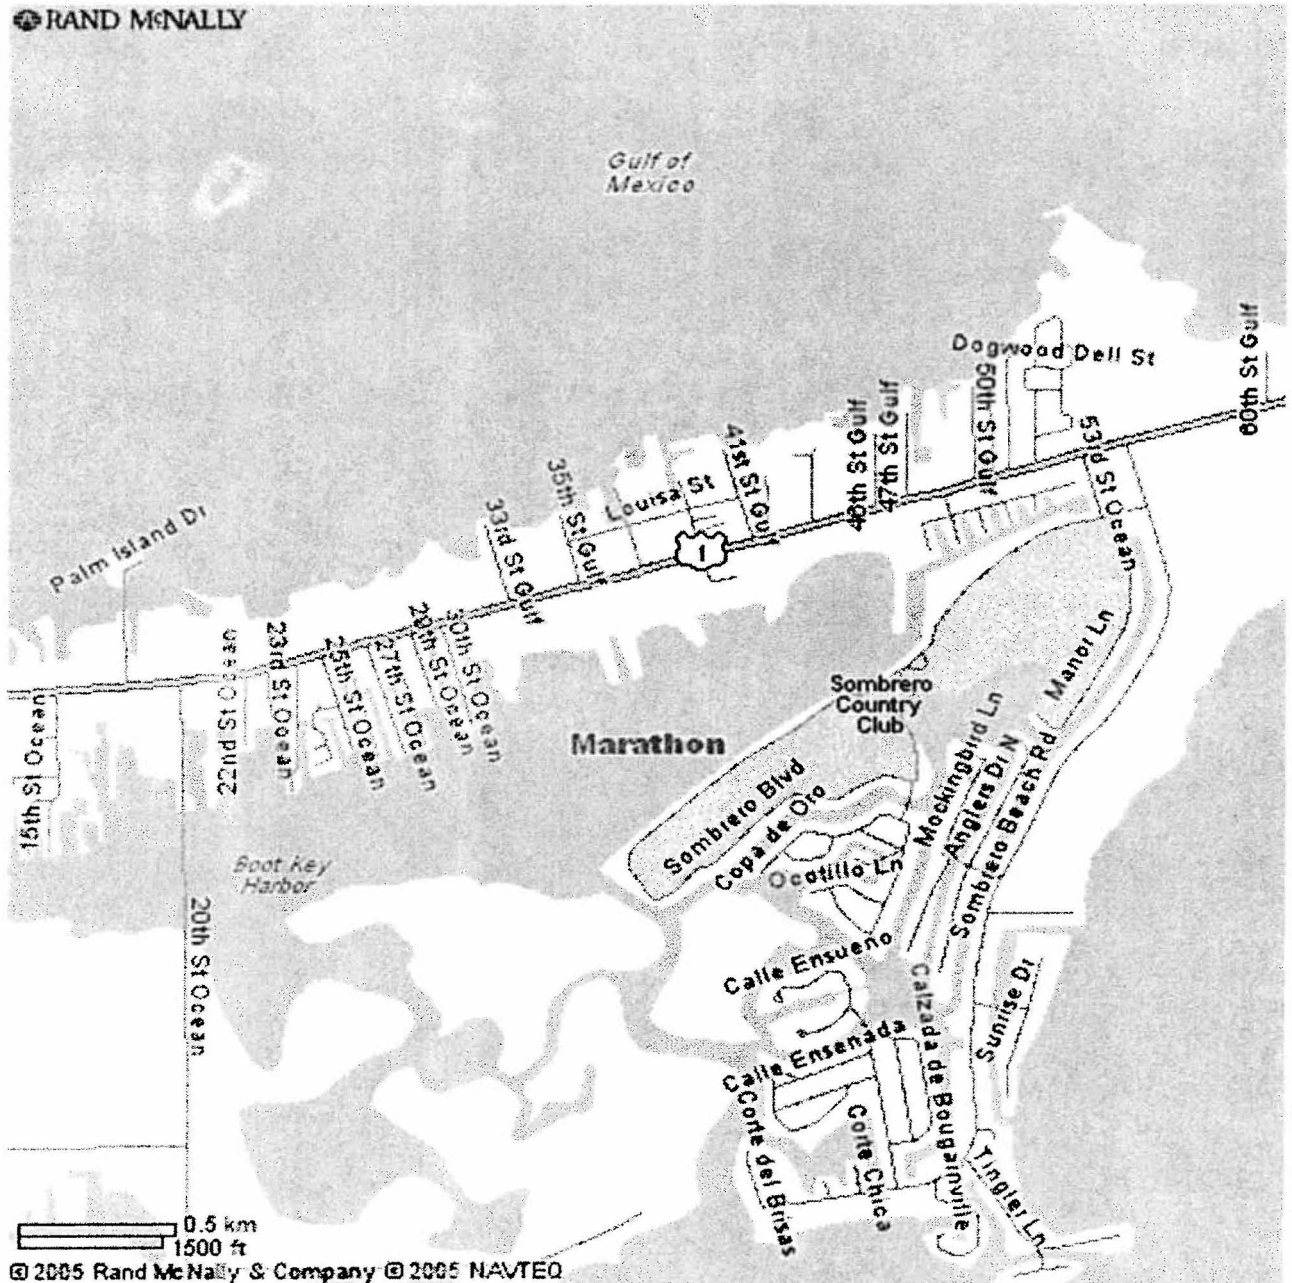 RAND McNALLY
Gulf of
Mexico
Dogwood Dell St
60th St Gulf
50th St Gulf
47th St Gulf
46th St Gulf
53rd St Ocean
41st St Gulf
Louisa St
35th St Gulf
33rd St Gulf
1
Palm Island Dr
30th St Ocean
29th St Ocean
27th St Ocean
25th St Ocean
23rd St Ocean
22nd St Ocean
15th St Ocean
20th St Ocean
Manor Ln
Sombrero
Country
Club
Marathon
Mockingbird Ln
Anglers Dr N
Sombrero Beach Rd
Sombrero Blvd
Copa de Oro
Ocotillo Ln
Boot Key
Harbor
Calle Ensueno
Calzada de Bougainville
Sunrise Dr
Calle Ensenada
Corte del Brisas
Corte Chica
Tingler Ln
0.5 km
1500 ft
© 2005 Rand McNally & Company © 2005 NAVTEQ